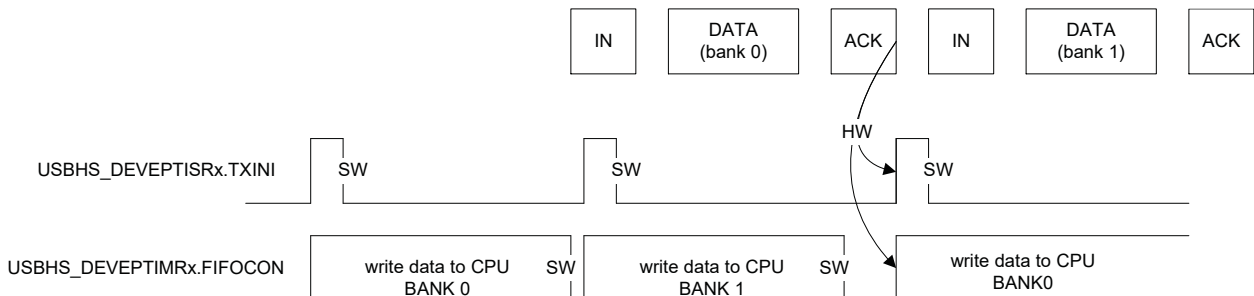 IN
DATA
(bank 0)
ACK
IN
DATA
(bank 1)
ACK
HW
USBHS_DEVEPTISRx.TXINI
SW
SW
SW
USBHS_DEVEPTIMRx.FIFOCON
write data to CPU
BANK 0
SW
write data to CPU
BANK 1
SW
write data to CPU
BANK0